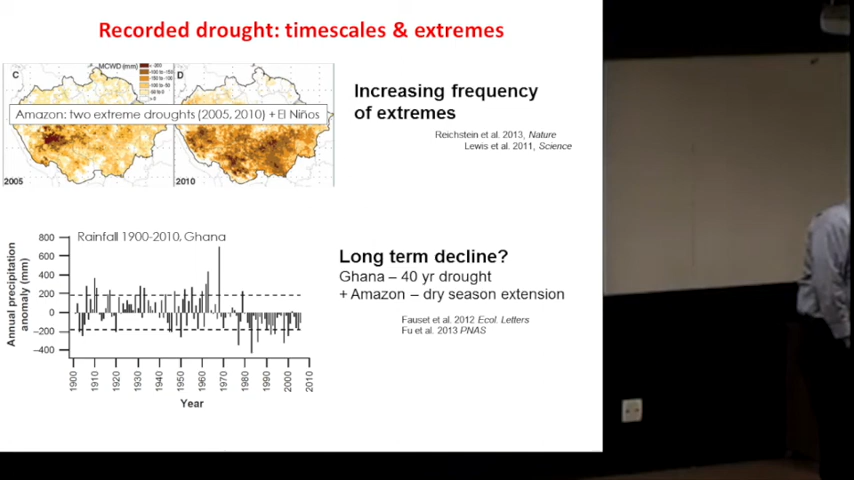 Recorded drought: timescales & extremes
MCWD (mm)
C
D
Amazon: two extreme droughts (2005, 2010) + El Niños
2005
2010
Increasing frequency
of extremes
Reichstein et al. 2013, Nature
Lewis et al. 2011, Science
Rainfall 1900-2010, Ghana
Annual precipitation
anomaly (mm)
800
600
400
200
0
−200
−400
1900
1910
1920
1930
1940
1950
1960
1970
1980
1990
2000
2010
Year
Long term decline?
Ghana – 40 yr drought
+ Amazon – dry season extension
Fauset et al. 2012 Ecol. Letters
Fu et al. 2013 PNAS